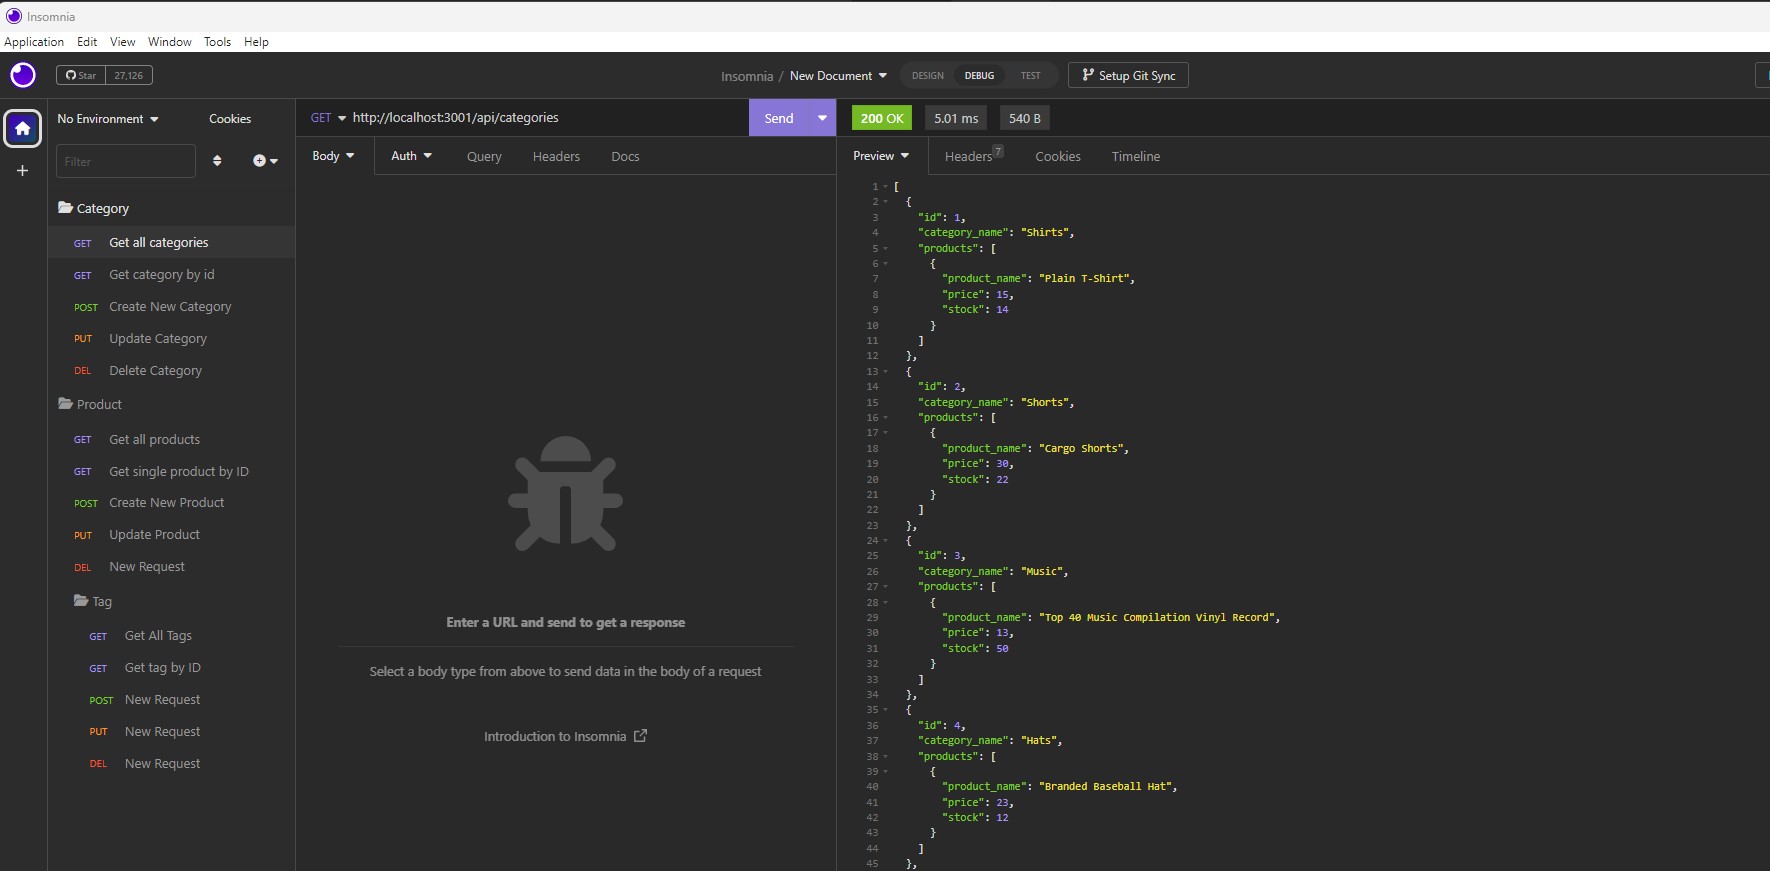 Insomnia
Application Edit View Window Tools Help
Star 27,126
Insomnia / New Document DESIGN DEBUG TEST Setup Git Sync
No Environment Cookies
Filter
Category
GET Get all categories
GET Get category by id
POST Create New Category
PUT Update Category
DEL Delete Category
Product
GET Get all products
GET Get single product by ID
POST Create New Product
PUT Update Product
DEL New Request
Tag
GET Get All Tags
GET Get tag by ID
POST New Request
PUT New Request
DEL New Request
GET http://localhost:3001/api/categories Send
Body Auth Query Headers Docs
Enter a URL and send to get a response
Select a body type from above to send data in the body of a request
Introduction to Insomnia
200 OK 5.01 ms 540 B
Preview Headers 7 Cookies Timeline
1 [
2 {
3 "id": 1,
4 "category_name": "Shirts",
5 "products": [
6 {
7 "product_name": "Plain T-Shirt",
8 "price": 15,
9 "stock": 14
10 }
11 ]
12 },
13 {
14 "id": 2,
15 "category_name": "Shorts",
16 "products": [
17 {
18 "product_name": "Cargo Shorts",
19 "price": 30,
20 "stock": 22
21 }
22 ]
23 },
24 {
25 "id": 3,
26 "category_name": "Music",
27 "products": [
28 {
29 "product_name": "Top 40 Music Compilation Vinyl Record",
30 "price": 13,
31 "stock": 50
32 }
33 ]
34 },
35 {
36 "id": 4,
37 "category_name": "Hats",
38 "products": [
39 {
40 "product_name": "Branded Baseball Hat",
41 "price": 23,
42 "stock": 12
43 }
44 ]
45 },